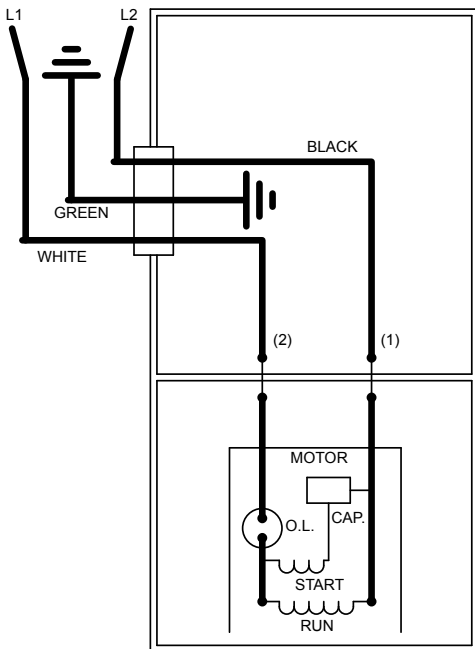 L1
L2
BLACK
GREEN
WHITE
(2)
(1)
MOTOR
CAP.
O.L.
START
RUN